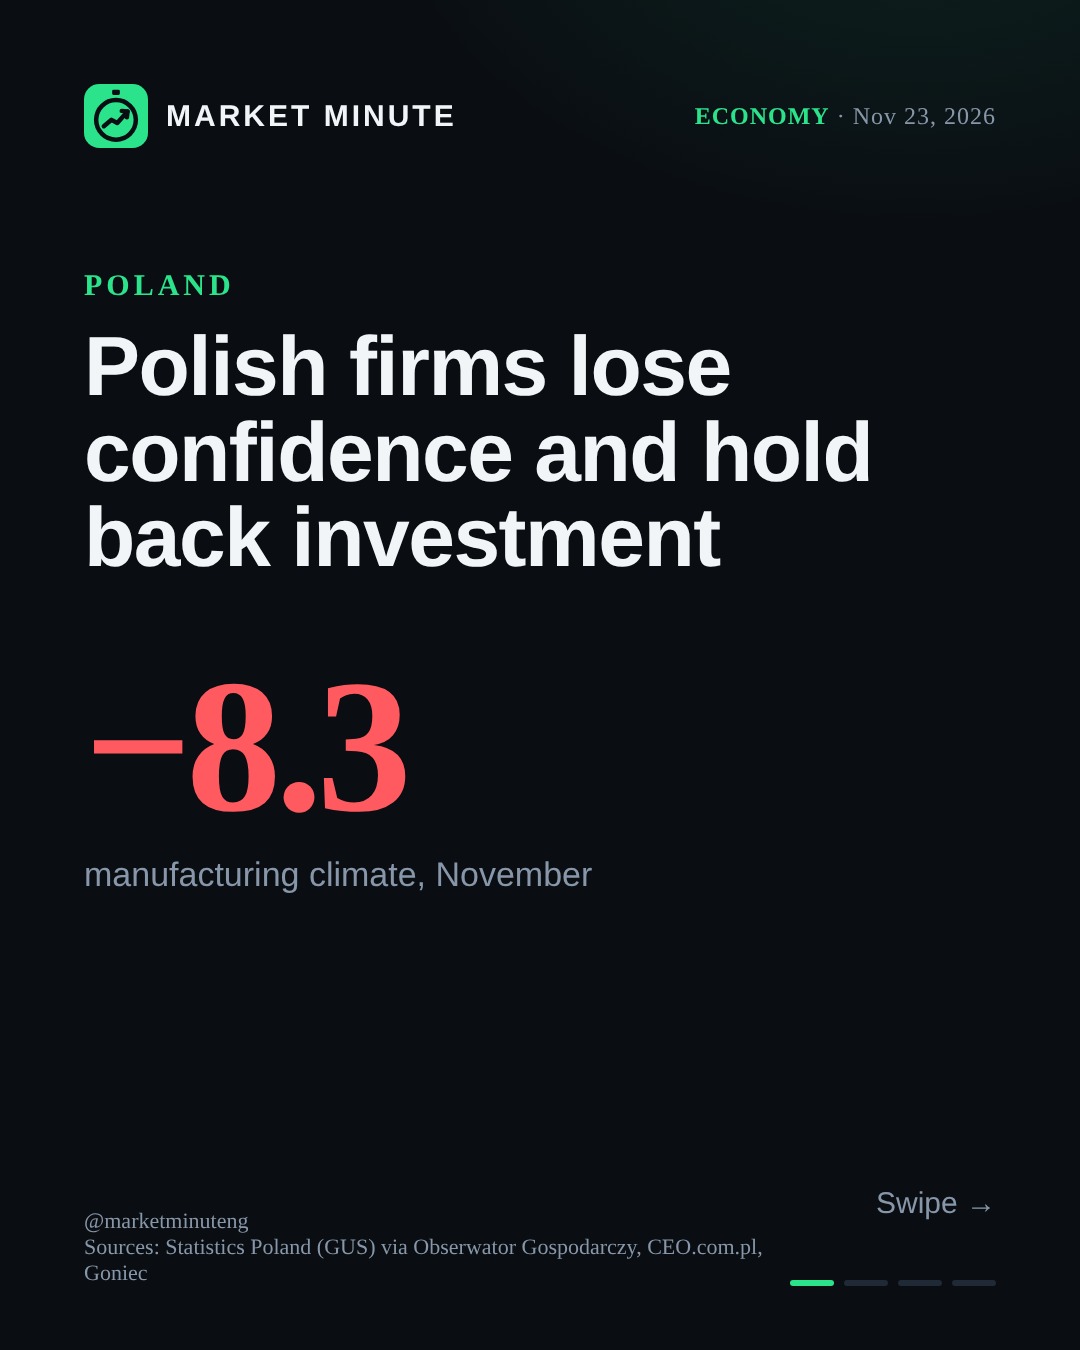 MARKET MINUTE
ECONOMY · Nov 23, 2026
POLAND
Polish firms lose
confidence and hold
back investment
−8.3
manufacturing climate, November
Swipe →
@marketminuteng
Sources: Statistics Poland (GUS) via Obserwator Gospodarczy, CEO.com.pl,
Goniec